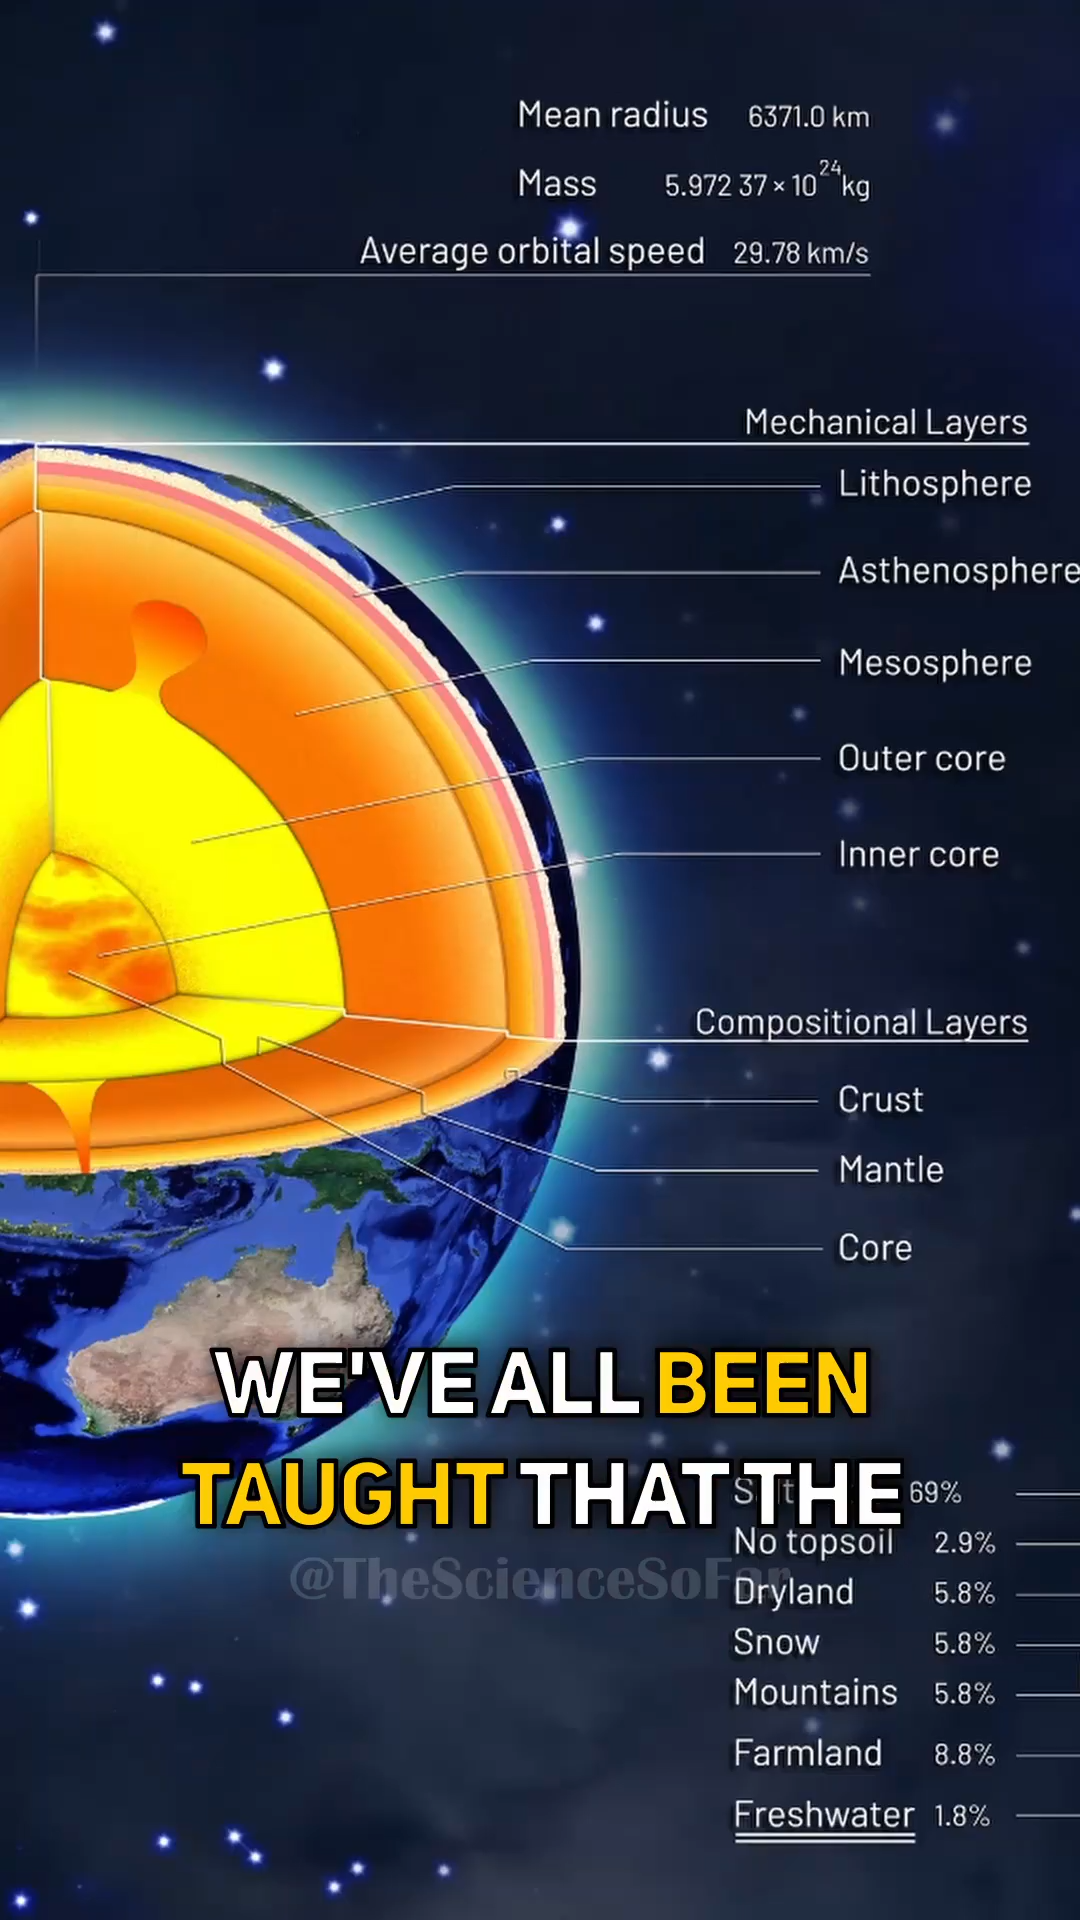 Mean radius 6371.0 km
Mass 5.972 37 × 10²⁴ kg
Average orbital speed 29.78 km/s
Mechanical Layers
Lithosphere
Asthenosphere
Mesosphere
Outer core
Inner core
Compositional Layers
Crust
Mantle
Core
WE'VE ALL BEEN
TAUGHT THAT THE
69%
No topsoil 2.9%
@TheScienceSoFar
Dryland 5.8%
Snow 5.8%
Mountains 5.8%
Farmland 8.8%
Freshwater 1.8%